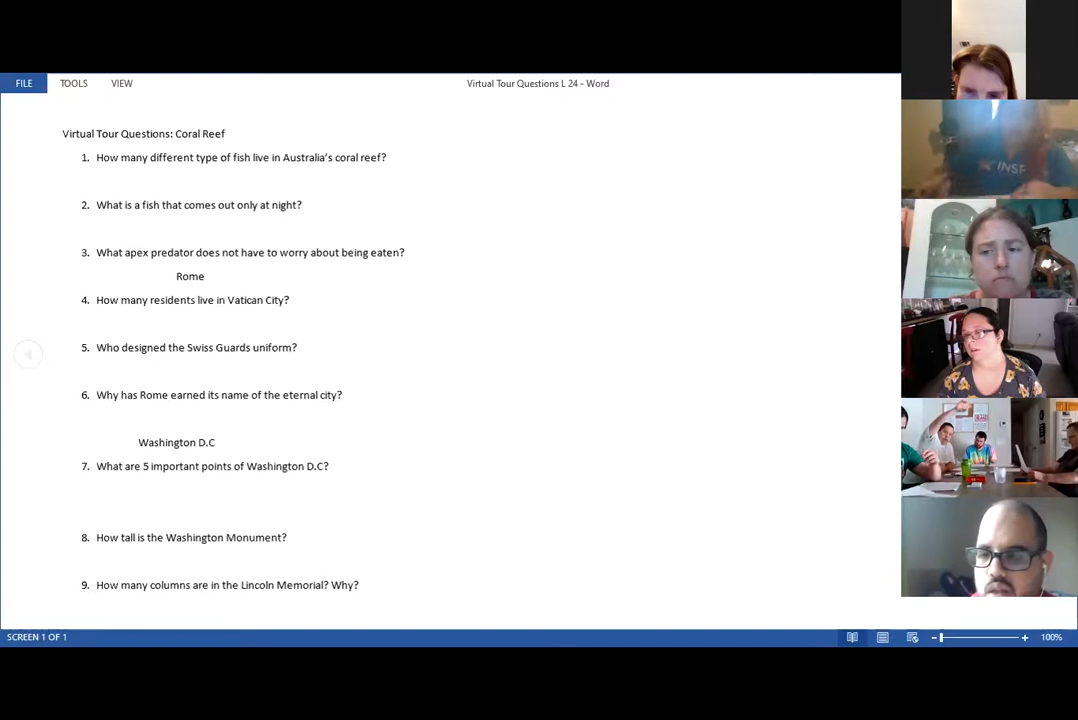 FILE TOOLS VIEW Virtual Tour Questions L 24 - Word
Virtual Tour Questions: Coral Reef
1. How many different type of fish live in Australia's coral reef?
2. What is a fish that comes out only at night?
3. What apex predator does not have to worry about being eaten?
Rome
4. How many residents live in Vatican City?
5. Who designed the Swiss Guards uniform?
6. Why has Rome earned its name of the eternal city?
Washington D.C
7. What are 5 important points of Washington D.C?
8. How tall is the Washington Monument?
9. How many columns are in the Lincoln Memorial? Why?
SCREEN 1 OF 1 100%